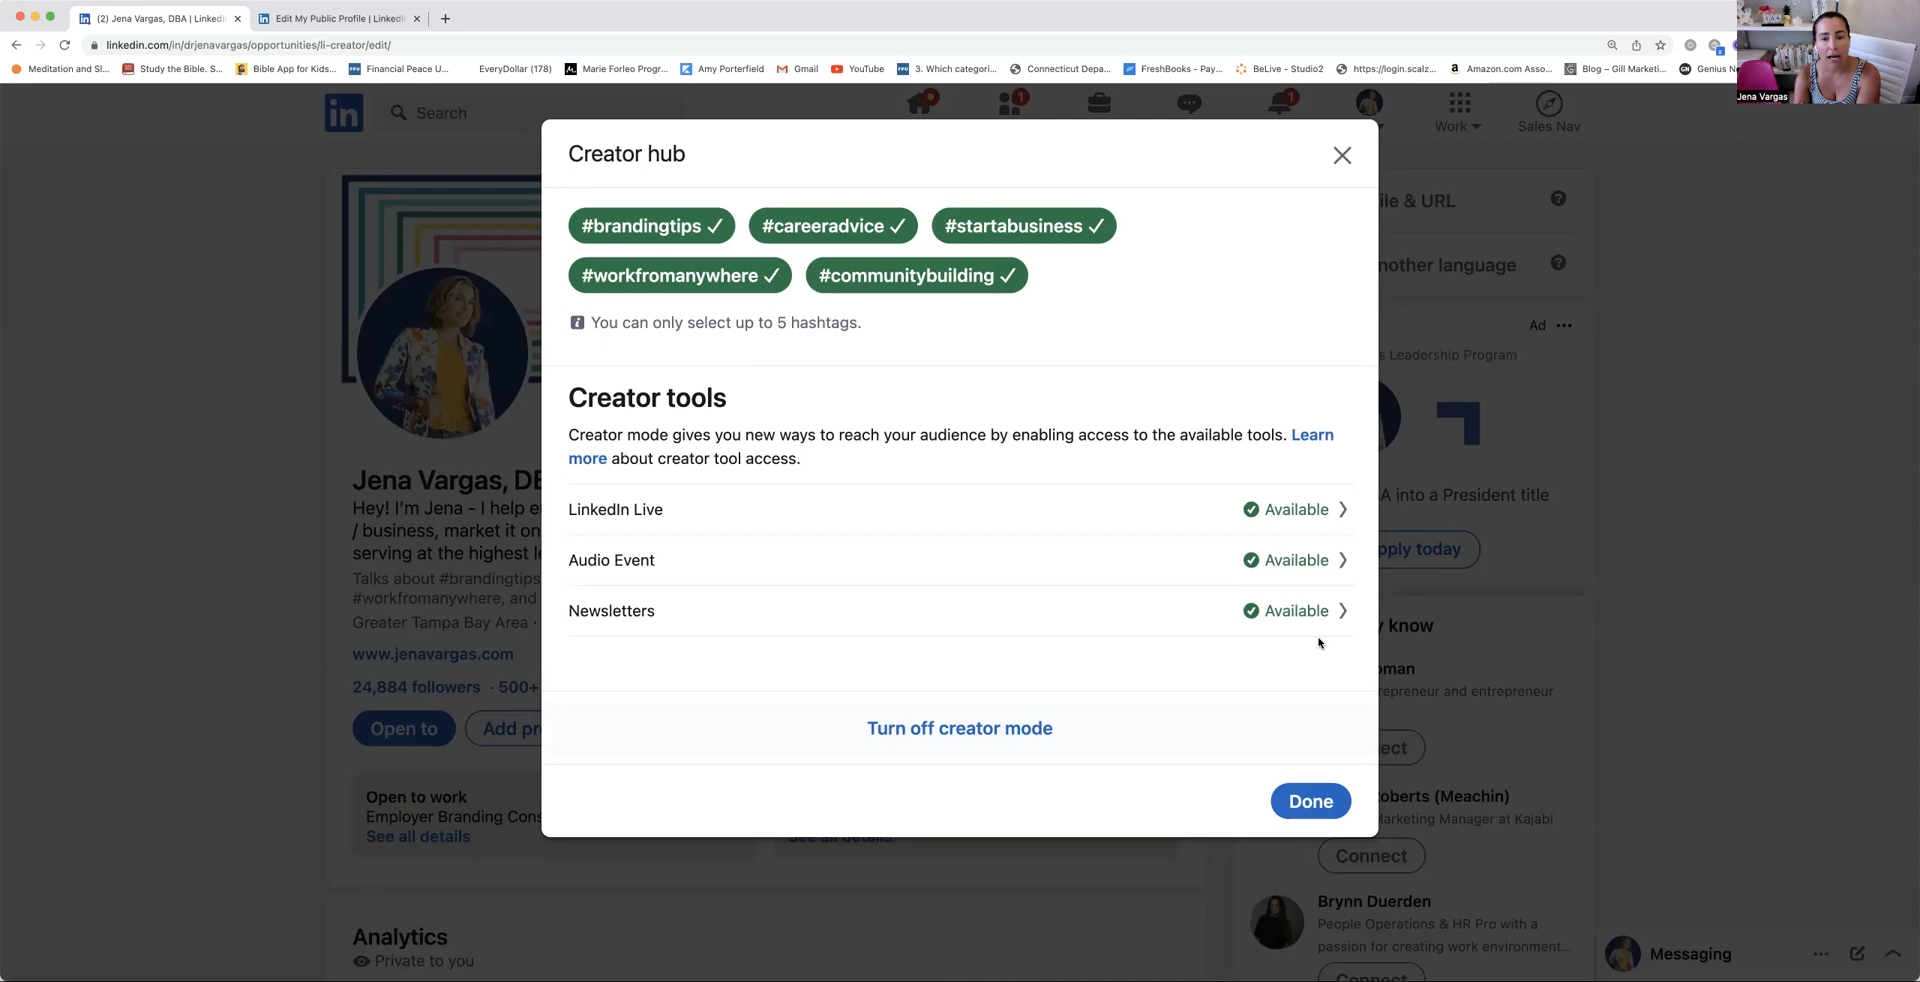 (2) Jena Vargas, DBA | LinkedI
Edit My Public Profile | LinkedI
linkedin.com/in/drjenavargas/opportunities/li-creator/edit/
Meditation and Sl...
Study the Bible. S...
Bible App for Kids...
Financial Peace U...
EveryDollar (178)
Marie Forleo Progr...
Amy Porterfield
Gmail
YouTube
3. Which categori...
Connecticut Depa...
FreshBooks - Pay...
BeLive - Studio2
https://login.scalz...
Amazon.com Asso...
Blog – Gill Marketi...
Genius N
Jena Vargas
in
Search
1
1
Work
Sales Nav
Creator hub
#brandingtips
#careeradvice
#startabusiness
#workfromanywhere
#communitybuilding
You can only select up to 5 hashtags.
Creator tools
Creator mode gives you new ways to reach your audience by enabling access to the available tools. Learn
more about creator tool access.
LinkedIn Live
Available
Audio Event
Available
Newsletters
Available
Turn off creator mode
Done
Jena Vargas, DB
Hey! I'm Jena - I help e
/ business, market it on
serving at the highest le
Talks about #brandingtips
#workfromanywhere, and
Greater Tampa Bay Area ·
www.jenavargas.com
24,884 followers · 500+
Open to
Add pr
Open to work
Employer Branding Cons
See all details
See all details
Analytics
Private to you
ile & URL
nother language
Ad
s Leadership Program
A into a President title
pply today
y know
oman
repreneur and entrepreneur
ect
oberts (Meachin)
Marketing Manager at Kajabi
Connect
Brynn Duerden
People Operations & HR Pro with a
passion for creating work environment...
Connect
Messaging